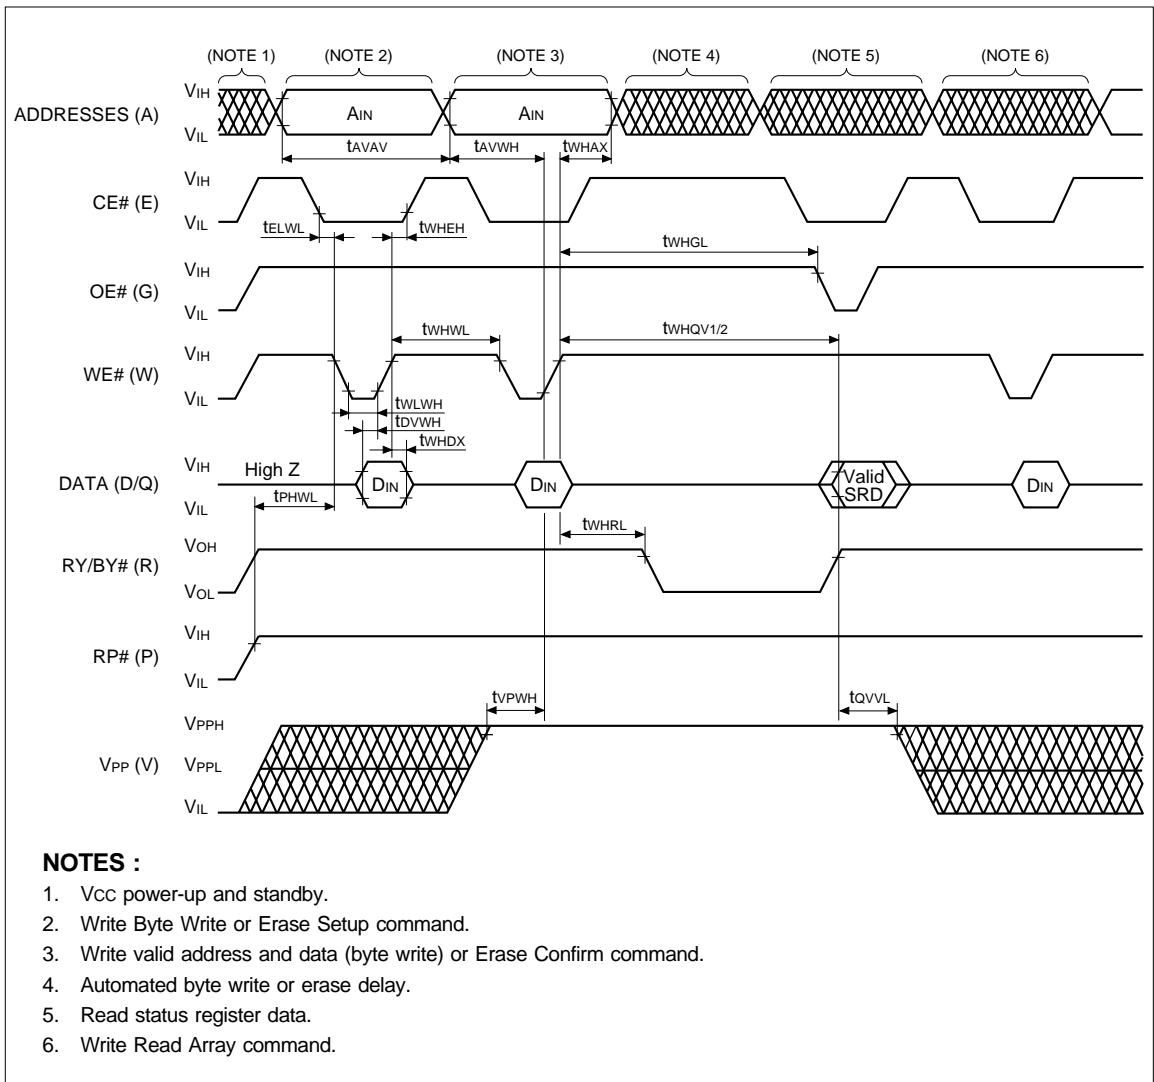 (NOTE 1) (NOTE 2) (NOTE 3) (NOTE 4) (NOTE 5) (NOTE 6)
ADDRESSES (A)
VIH
VIL
AIN
AIN
tAVAV
tAVWH
tWHAX
CE# (E)
VIH
VIL
tELWL
tWHEH
tWHGL
OE# (G)
VIH
VIL
tWHWL
tWHQV1/2
WE# (W)
VIH
VIL
tWLWH
tDVWH
tWHDX
DATA (D/Q)
VIH
VIL
High Z
DIN
DIN
Valid
SRD
DIN
tPHWL
tWHRL
RY/BY# (R)
VOH
VOL
RP# (P)
VIH
VIL
tVPWH
tQVVL
VPP (V)
VPPH
VPPL
VIL
NOTES :
1. VCC power-up and standby.
2. Write Byte Write or Erase Setup command.
3. Write valid address and data (byte write) or Erase Confirm command.
4. Automated byte write or erase delay.
5. Read status register data.
6. Write Read Array command.